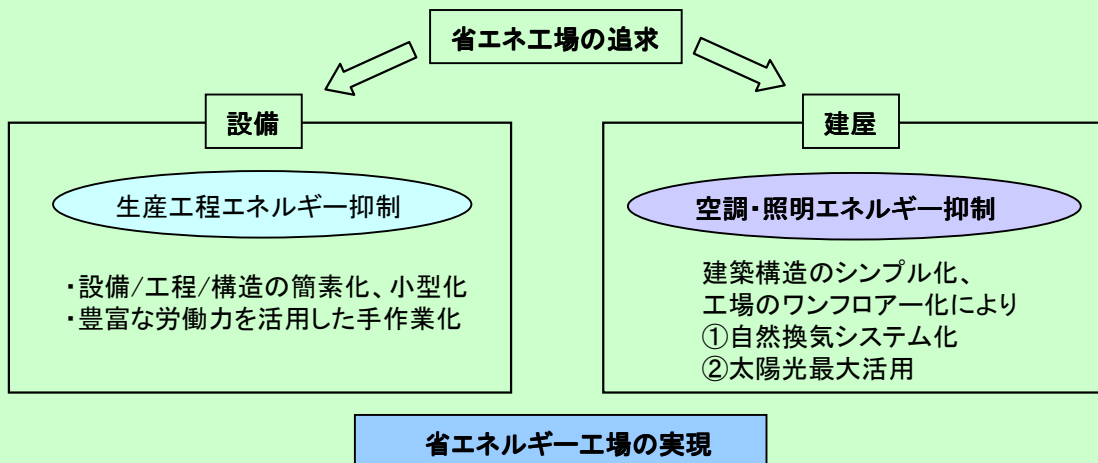 省エネ工場の追求
設備
生産工程エネルギー抑制
・設備/工程/構造の簡素化、小型化
・豊富な労働力を活用した手作業化
建屋
空調・照明エネルギー抑制
建築構造のシンプル化、
工場のワンフロアー化により
①自然換気システム化
②太陽光最大活用
省エネルギー工場の実現